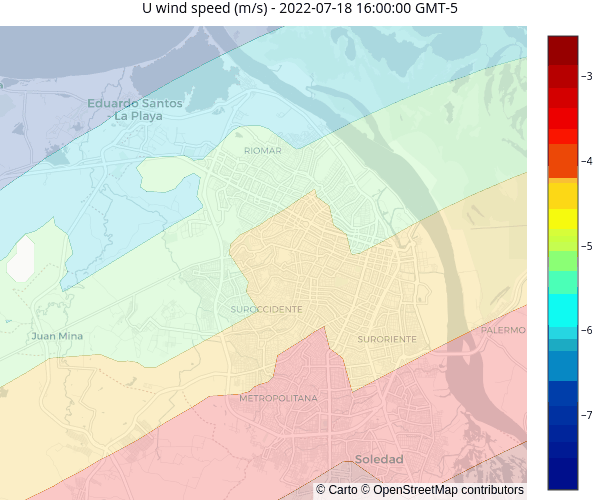 U wind speed (m/s) - 2022-07-18 16:00:00 GMT-5
−3
Eduardo Santos
- La Playa
RIOMAR
−4
−5
SUROCCIDENTE
−6
PALERMO
Juan Mina
SURORIENTE
METROPOLITANA
−7
Soledad
© Carto © OpenStreetMap contributors